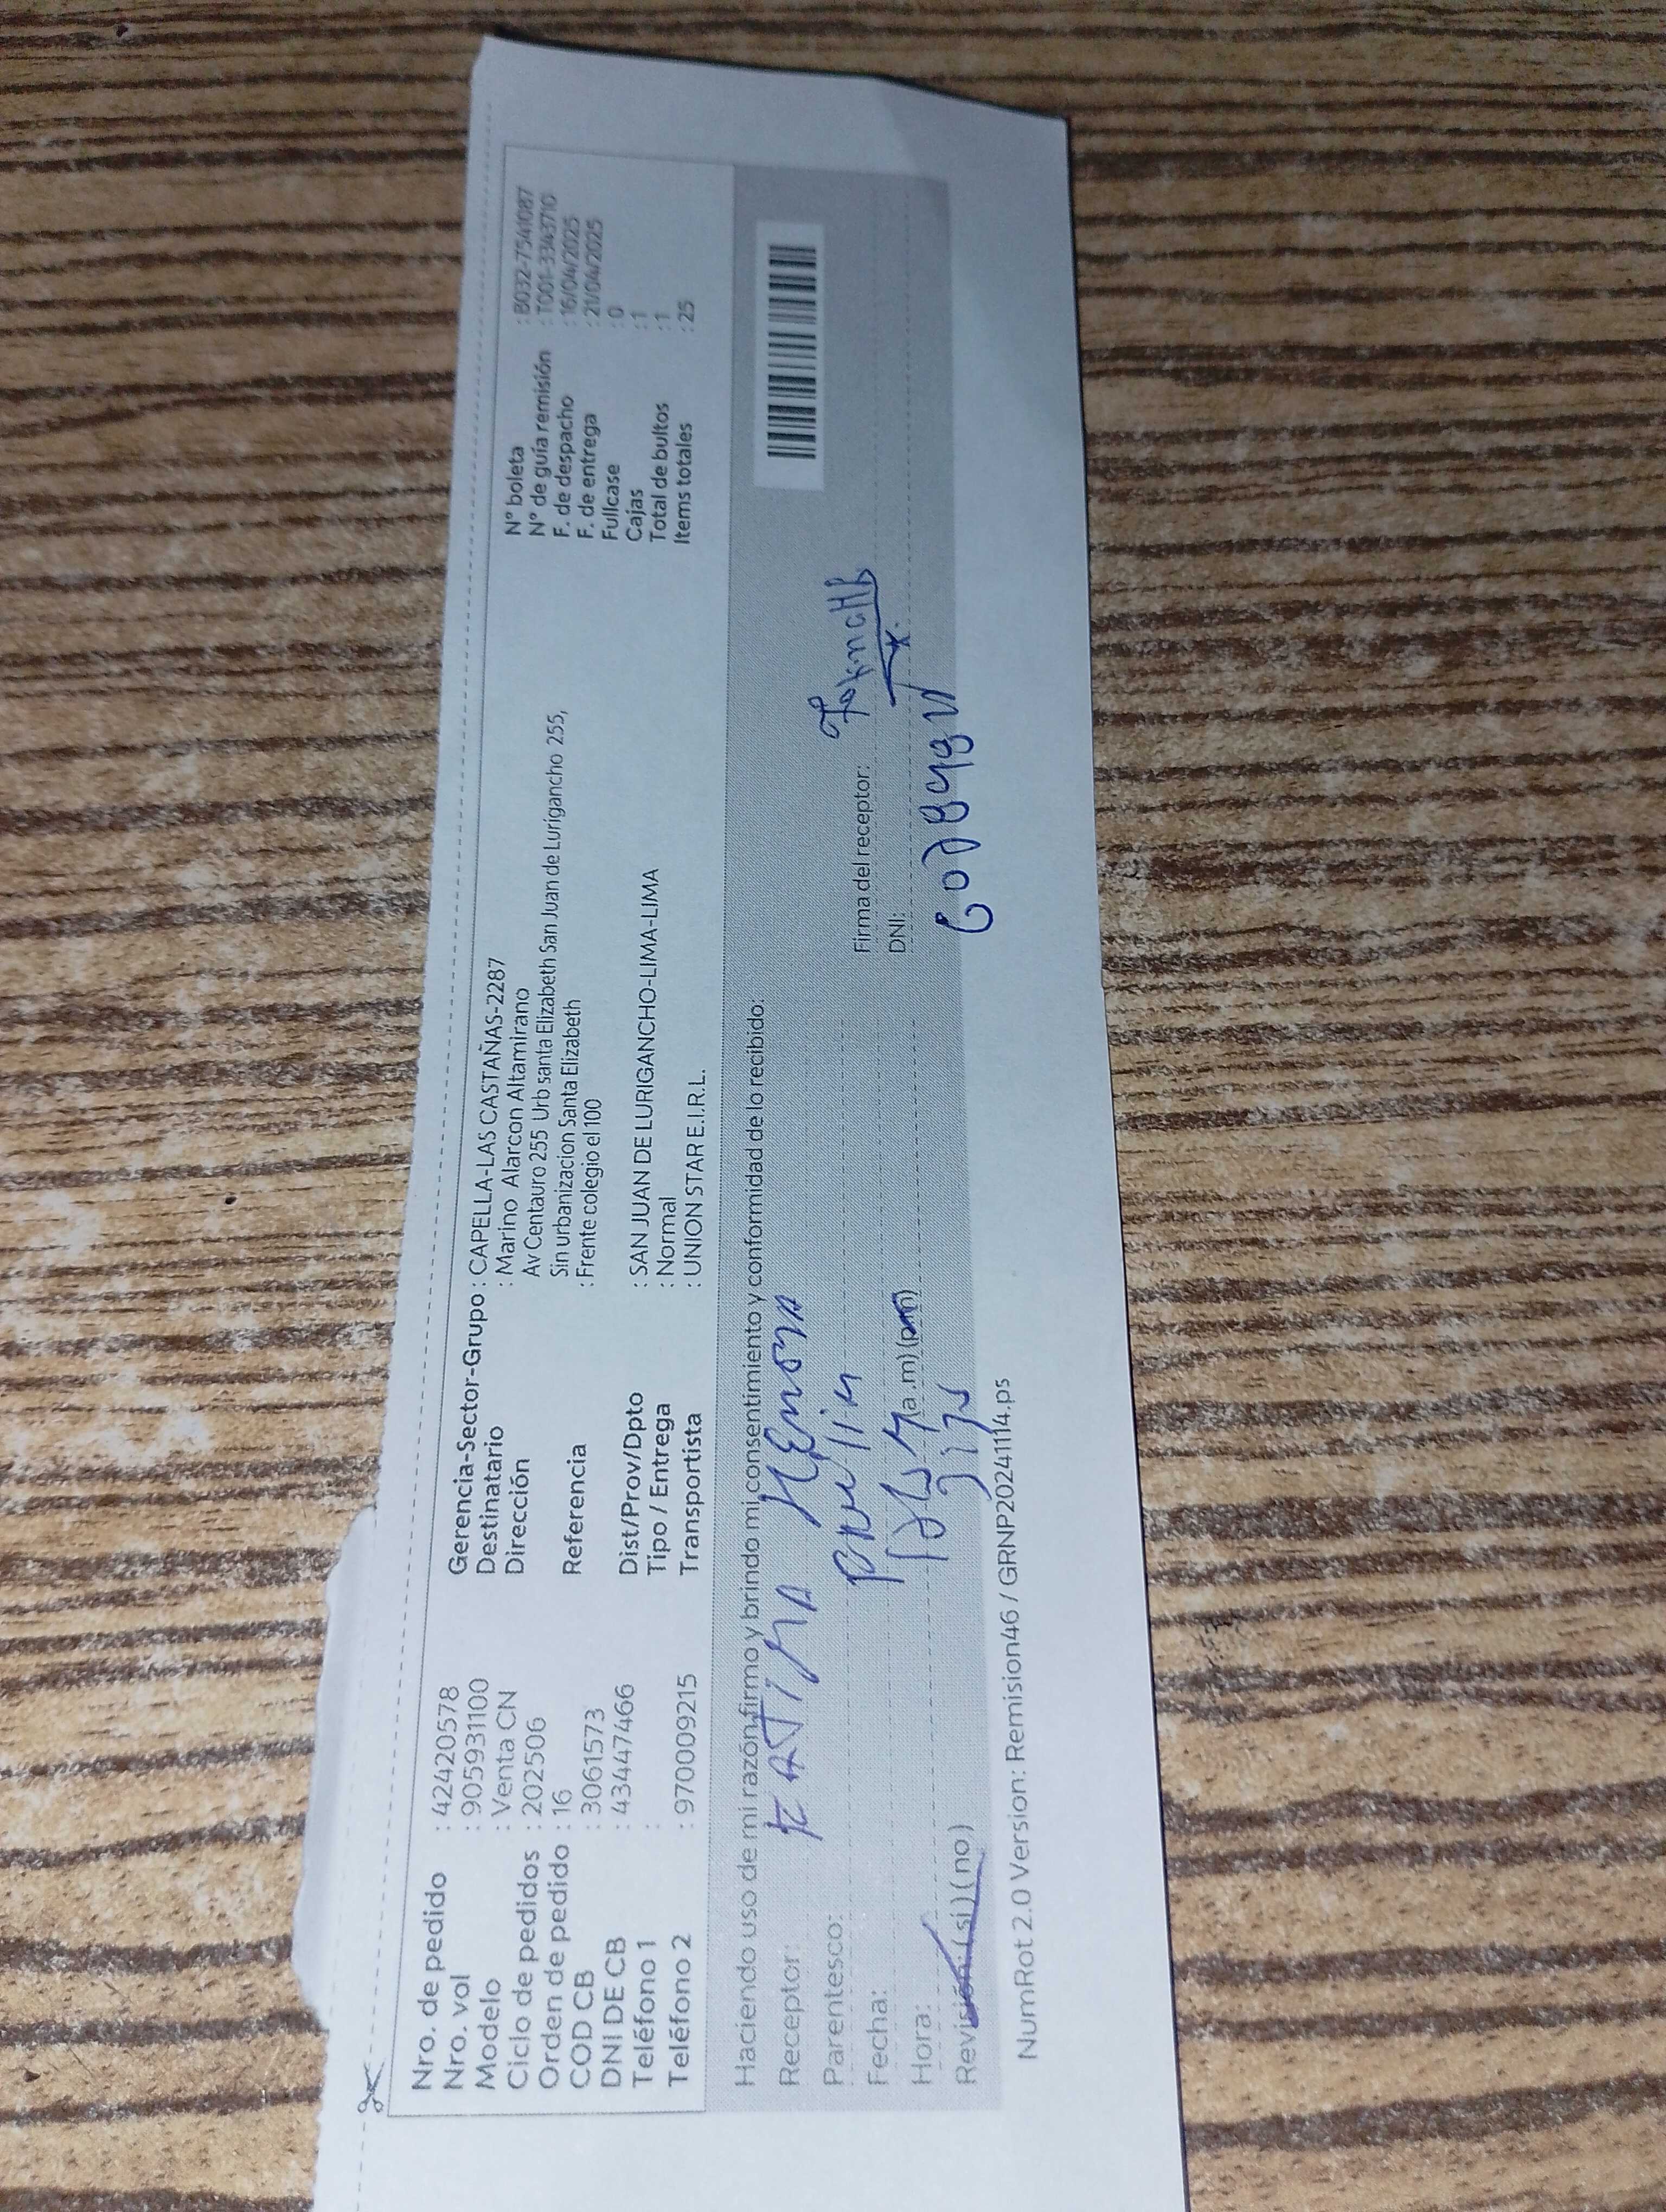 Nro. de pedido : 42420578
Nro. vol : 9059931100
Modelo : Venta CN
Ciclo de pedidos : 202506
Orden de pedido : 16
COD CB : 3061573
DNI DE CB : 434447466
Teléfono 1 :
Teléfono 2 : 970009215
Gerencia-Sector-Grupo : CAPELLA-LAS CASTAÑAS-2287
Destinatario : Marino Alarcon Altamirano
Dirección Av Centauro 255 Urb santa Elizabeth San Juan de Lurigancho 255,
Sin urbanizacion Santa Elizabeth
Referencia : Frente colegio el 100
Dist/Prov/Dpto : SAN JUAN DE LURIGANCHO-LIMA-LIMA
Tipo / Entrega : Normal
Transportista : UNION STAR E.I.R.L.
N° boleta : B032-7541087
N° de guía remisión : T001-3343710
F. de despacho : 16/04/2025
F. de entrega : 21/04/2025
Fullcase : 0
Cajas : 1
Total de bultos : 1
Items totales : 25
Haciendo uso de mi razón firmo y brindo mi consentimiento y conformidad de lo recibido:
Receptor: KATINA
Parentesco:
Fecha:
Hora: (a.m) (pm)
Revisión: (si) (no)
Firma del receptor:
DNI:
NumRot 2.0 Version: Remision46 / GRNP20241114.ps